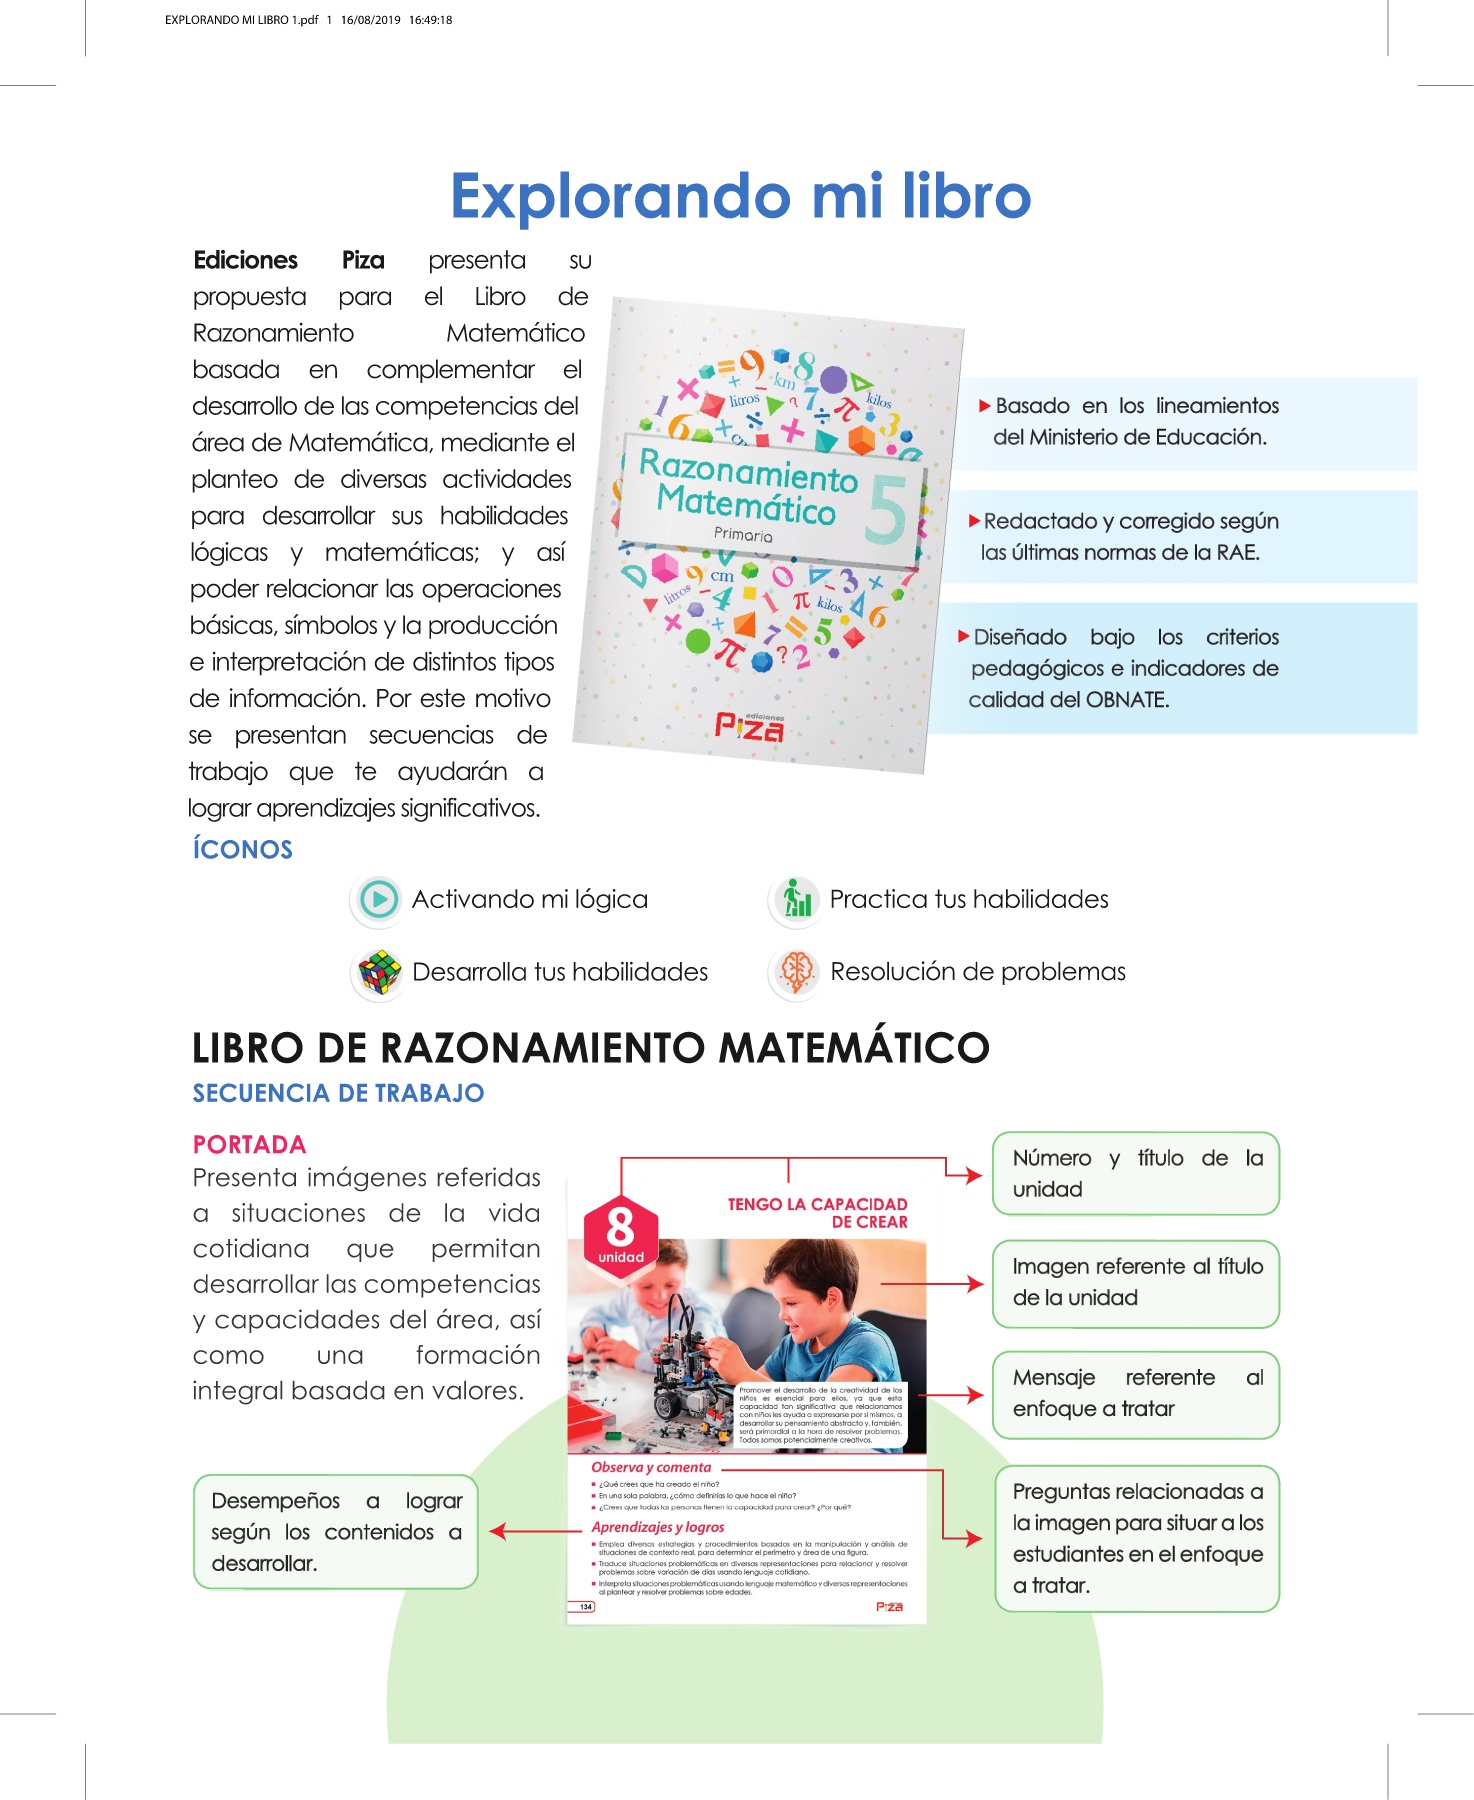 EXPLORANDO MI LIBRO 1.pdf 1 16/08/2019 16:49:18
Explorando mi libro
Ediciones Piza presenta su
propuesta para el Libro de
Razonamiento Matemático
basada en complementar el
desarrollo de las competencias del
área de Matemática, mediante el
planteo de diversas actividades
para desarrollar sus habilidades
lógicas y matemáticas; y así
poder relacionar las operaciones
básicas, símbolos y la producción
e interpretación de distintos tipos
de información. Por este motivo
se presentan secuencias de
trabajo que te ayudarán a
lograr aprendizajes significativos.
Razonamiento
Matemático
5
Primaria
ediciones
Piza
Basado en los lineamientos
del Ministerio de Educación.
Redactado y corregido según
las últimas normas de la RAE.
Diseñado bajo los criterios
pedagógicos e indicadores de
calidad del OBNATE.
ÍCONOS
Activando mi lógica
Practica tus habilidades
Desarrolla tus habilidades
Resolución de problemas
LIBRO DE RAZONAMIENTO MATEMÁTICO
SECUENCIA DE TRABAJO
PORTADA
Presenta imágenes referidas
a situaciones de la vida
cotidiana que permitan
desarrollar las competencias
y capacidades del área, así
como una formación
integral basada en valores.
Desempeños a lograr
según los contenidos a
desarrollar.
8
unidad
TENGO LA CAPACIDAD
DE CREAR
Promover el desarrollo de la creatividad de los
niños es esencial para ellos, ya que esta
capacidad tan significativa que relacionamos
con niños les ayuda a expresarse por sí mismos, a
desarrollar su pensamiento abstracto y, también,
será primordial a la hora de resolver problemas.
Todos somos potencialmente creativos.
Observa y comenta
¿Qué crees que ha creado el niño?
En una sola palabra, ¿cómo definirías lo que hace el niño?
¿Crees que todas las personas tienen la capacidad para crear? ¿Por qué?
Aprendizajes y logros
Emplea diversas estrategias y procedimientos basados en la manipulación y análisis de
situaciones de contexto real, para determinar el perímetro y área de una figura.
Traduce situaciones problemáticas en diversas representaciones para relacionar y resolver
problemas sobre variación de días usando lenguaje cotidiano.
Interpreta situaciones problemáticas usando lenguaje matemático y diversas representaciones
al plantear y resolver problemas sobre edades.
134
Piza
Número y título de la
unidad
Imagen referente al título
de la unidad
Mensaje referente al
enfoque a tratar
Preguntas relacionadas a
la imagen para situar a los
estudiantes en el enfoque
a tratar.